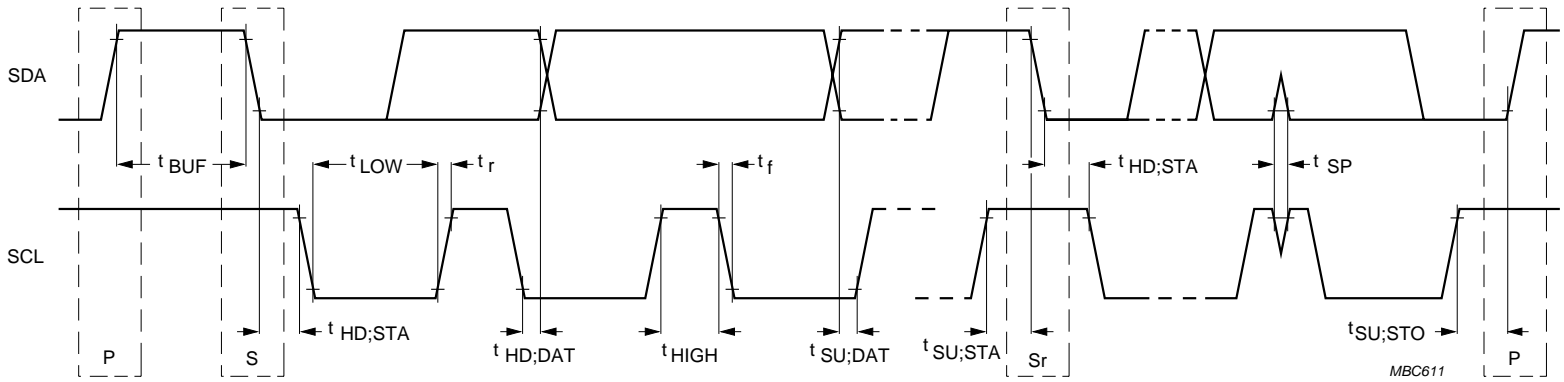 SDA
t BUF
t LOW
t r
t f
t HD;STA
t SP
SCL
t HD;STA
t HD;DAT
t HIGH
t SU;DAT
t SU;STA
t SU;STO
P
S
Sr
P
MBC611